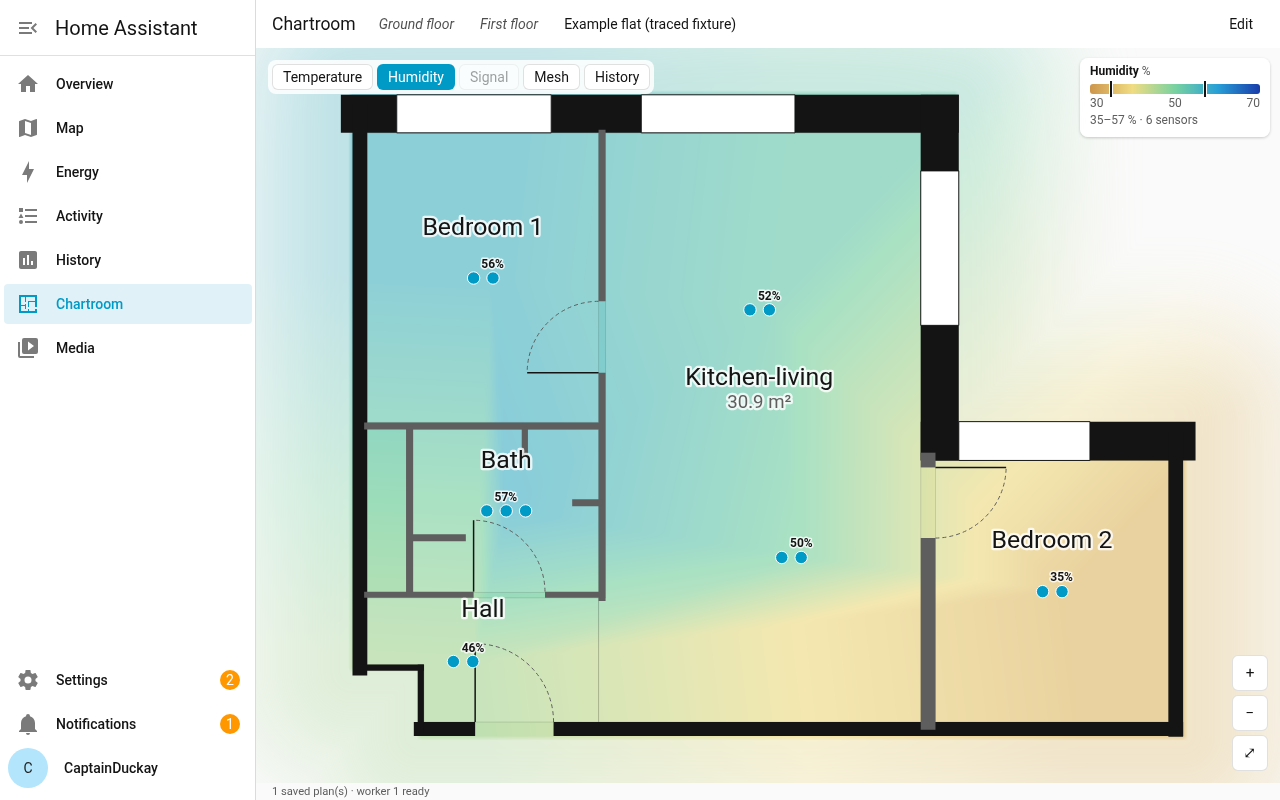 Home Assistant
Overview
Map
Energy
Activity
History
Chartroom
Media
Settings 2
Notifications 1
C CaptainDuckay
Chartroom Ground floor First floor Example flat (traced fixture) Edit
Temperature Humidity Signal Mesh History
Humidity %
30 50 70
35–57 % · 6 sensors
Bedroom 1
56%
52%
Kitchen-living
30.9 m²
Bath
57%
50%
Bedroom 2
35%
Hall
46%
+
−
⤢
1 saved plan(s) · worker 1 ready